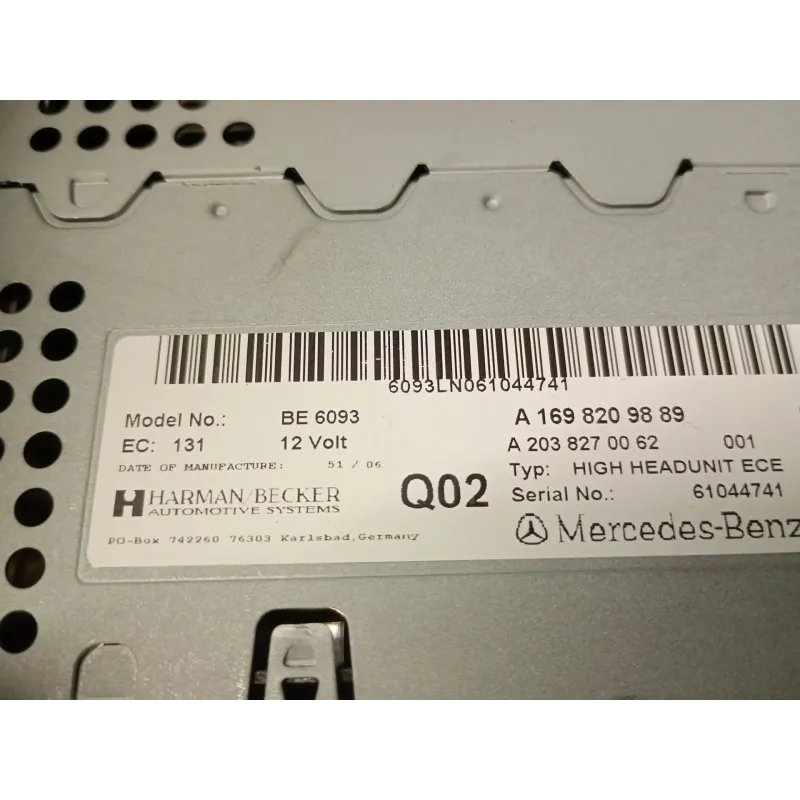 6093LN061044741
Model No.: BE 6093 A 169 820 98 89
EC: 131 12 Volt A 203 827 00 62 001
DATE OF MANUFACTURE: 51 / 06 Typ: HIGH HEADUNIT ECE
HARMAN/BECKER Q02 Serial No.: 61044741
AUTOMOTIVE SYSTEMS
Mercedes-Benz
PO-Box 742260 76303 Karlsbad,Germany